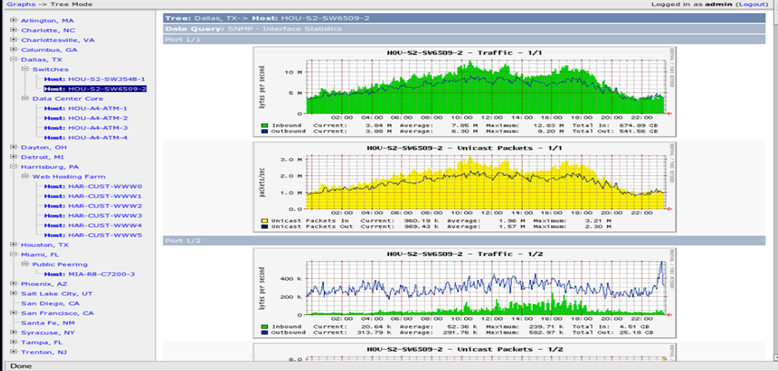 Graphs -> Tree Mode
Logged in as admin (Logout)
Arlington, MA
Charlotte, NC
Charlottesville, VA
Columbus, GA
Dallas, TX
Switches
Host: HOU-S2-SW3548-1
Host: HOU-S2-SW6509-2
Data Center Core
Host: HOU-A4-ATM-1
Host: HOU-A4-ATM-2
Host: HOU-A4-ATM-3
Host: HOU-A4-ATM-4
Dayton, OH
Detroit, MI
Harrisburg, PA
Web Hosting Farm
Host: HAR-CUST-WWW0
Host: HAR-CUST-WWW1
Host: HAR-CUST-WWW2
Host: HAR-CUST-WWW3
Host: HAR-CUST-WWW4
Host: HAR-CUST-WWW5
Houston, TX
Miami, FL
Public Peering
Host: MIA-R8-C7200-3
Phoenix, AZ
Salt Lake City, UT
San Diego, CA
San Francisco, CA
Santa Fe, NM
Syracuse, NY
Tampa, FL
Trenton, NJ
Tree: Dallas, TX-> Host: HOU-S2-SW6509-2
Data Query: SNMP - Interface Statistics
Port 1/1
HOU-S2-SW6509-2 - Traffic - 1/1
bytes per second
10 M
5 M
0
02:00 04:00 06:00 08:00 10:00 12:00 14:00 16:00 18:00 20:00 22:00
Inbound Current: 3.84 M Average: 7.85 M Maximum: 12.83 M Total In: 674.89 GB
Outbound Current: 3.88 M Average: 6.30 M Maximum: 9.20 M Total Out: 541.56 GB
HOU-S2-SW6509-2 - Unicast Packets - 1/1
packets/sec
3.0 M
2.0 M
1.0 M
0.0
02:00 04:00 06:00 08:00 10:00 12:00 14:00 16:00 18:00 20:00 22:00
Unicast Packets In Current: 960.19 k Average: 1.96 M Maximum: 3.21 M
Unicast Packets Out Current: 969.43 k Average: 1.57 M Maximum: 2.30 M
Port 1/2
HOU-S2-SW6509-2 - Traffic - 1/2
bytes per second
400 k
200 k
0
02:00 04:00 06:00 08:00 10:00 12:00 14:00 16:00 18:00 20:00 22:00
Inbound Current: 20.64 k Average: 52.36 k Maximum: 239.71 k Total In: 4.51 GB
Outbound Current: 313.79 k Average: 291.76 k Maximum: 582.97 k Total Out: 25.18 GB
HOU-S2-SW6509-2 - Unicast Packets - 1/2
8.0
Done